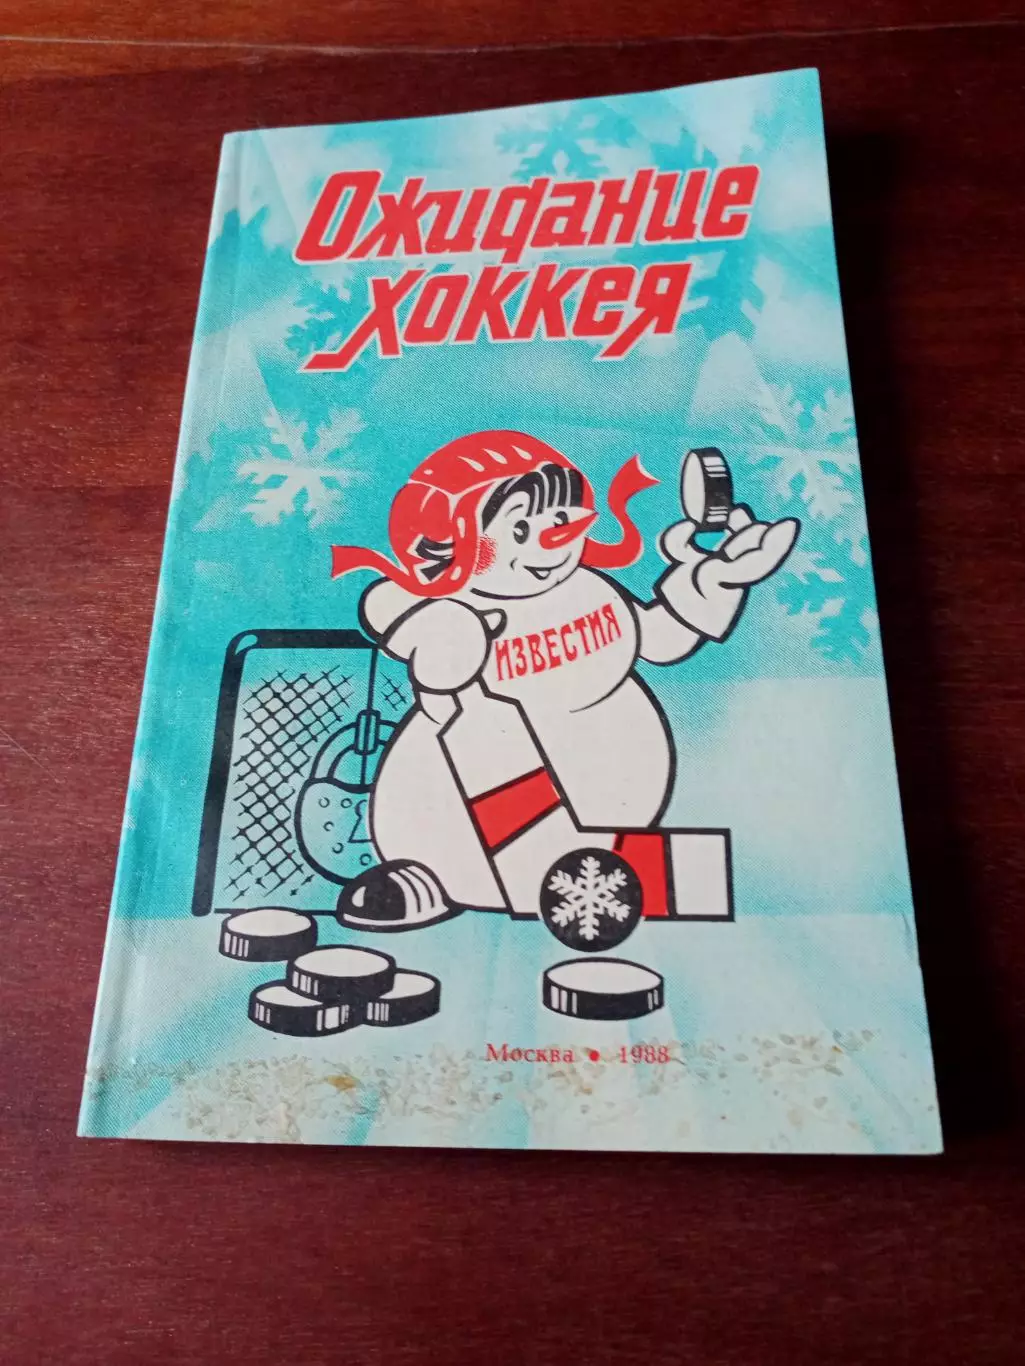 Ожидание
хоккея
ИЗВЕСТИЯ
Москва • 1988